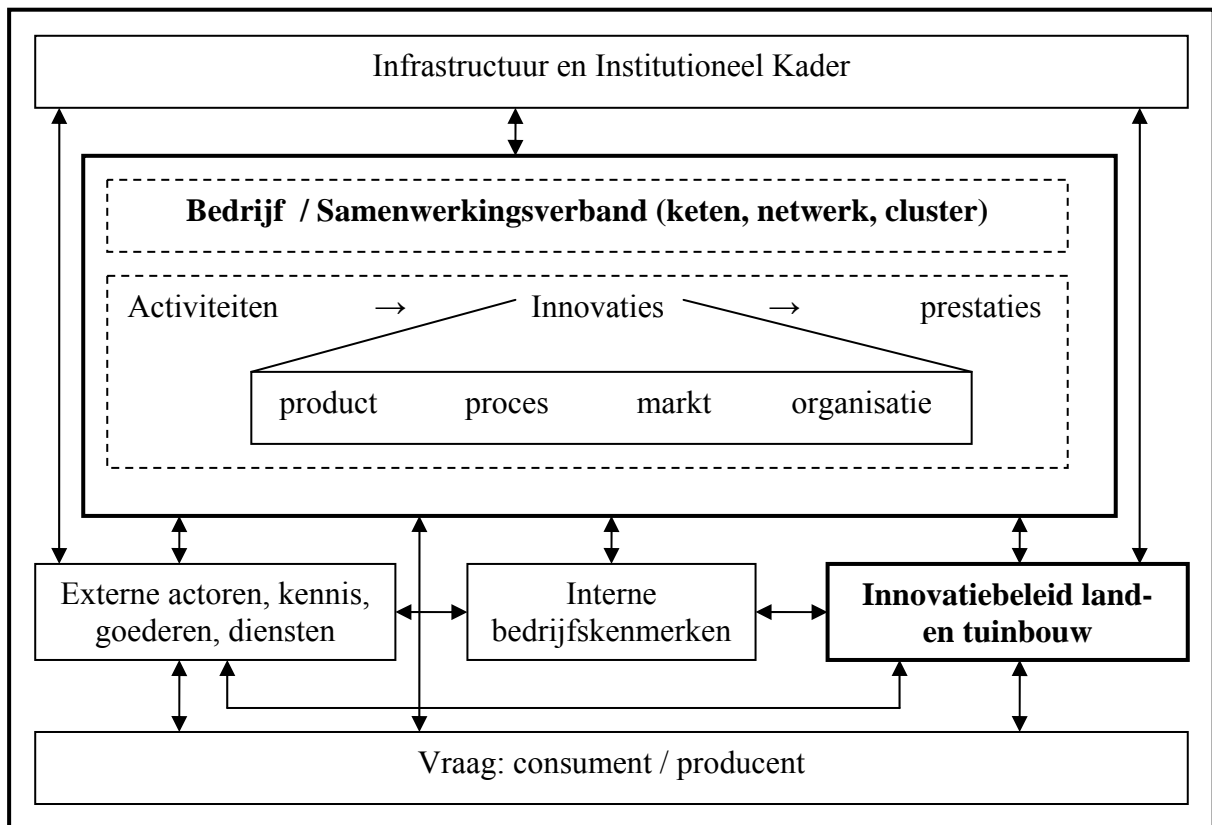 Infrastructuur en Institutioneel Kader
Bedrijf / Samenwerkingsverband (keten, netwerk, cluster)
Activiteiten → Innovaties → prestaties
product proces markt organisatie
Externe actoren, kennis,
goederen, diensten
Interne
bedrijfskenmerken
Innovatiebeleid land-
en tuinbouw
Vraag: consument / producent